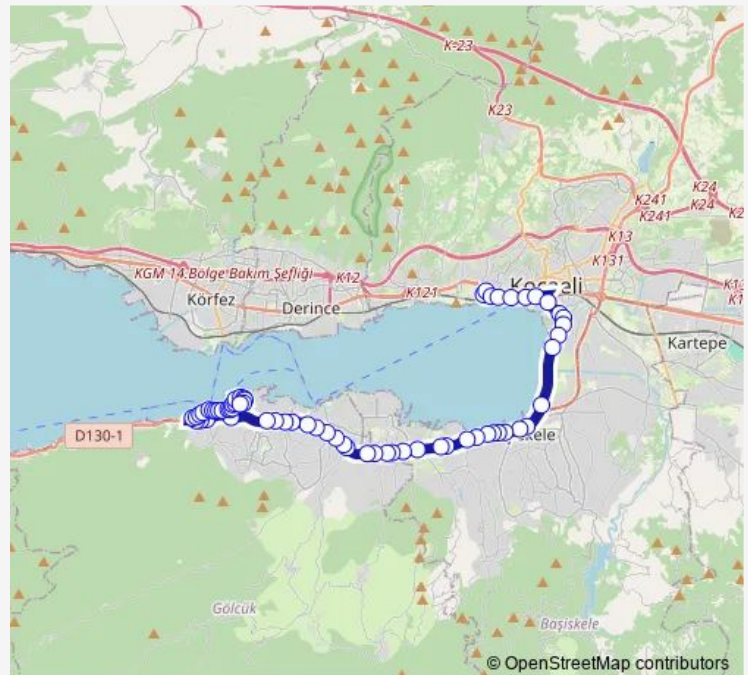 K-23
K23
K241
K241
K24
K24
K13
K131
KGM 14.Bölge Bakım Şefliği
K12
K121
Kocaeli
Körfez
Derince
Kartepe
D130-1
Gölcük
Başiskele
© OpenStreetMap contributors